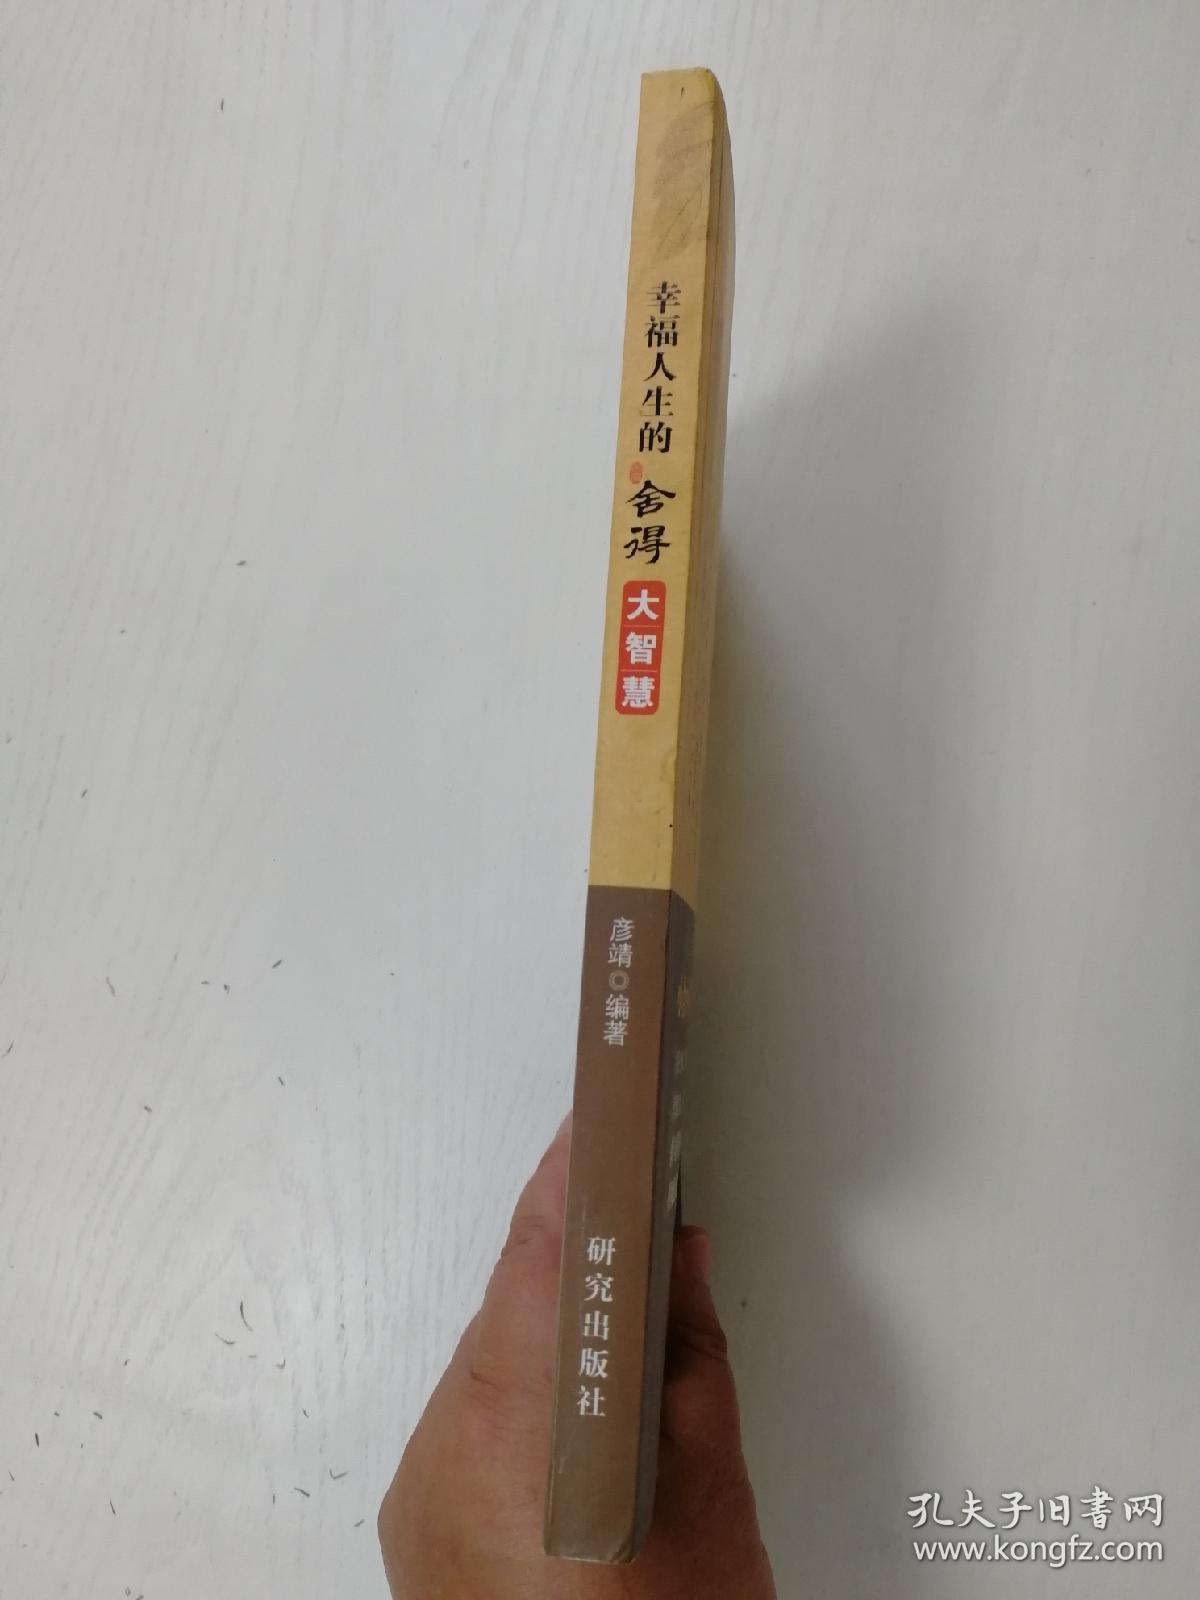 幸福人生的
舍得
大智慧
彦靖◎编著
研究出版社
孔夫子旧书网
www.kongfz.com